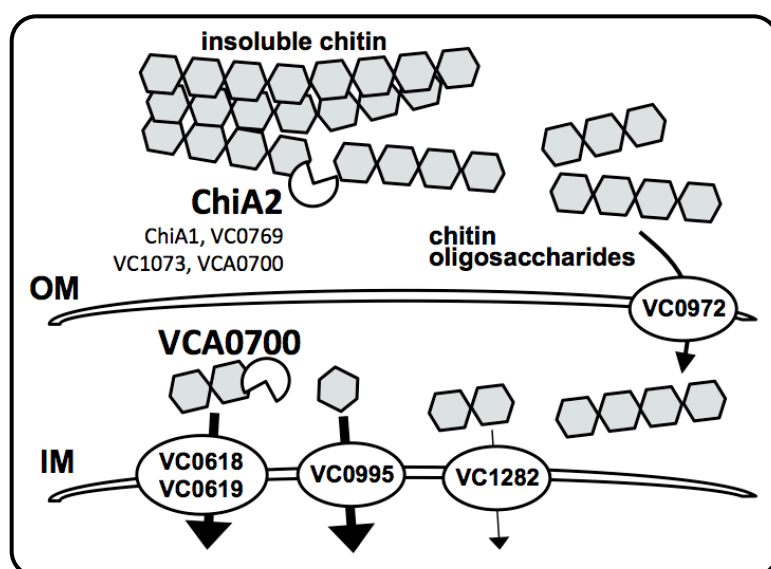 insoluble chitin
ChiA2
ChiA1, VC0769
VC1073, VCA0700
chitin
oligosaccharides
OM
VC0972
VCA0700
IM
VC0618
VC0619
VC0995
VC1282